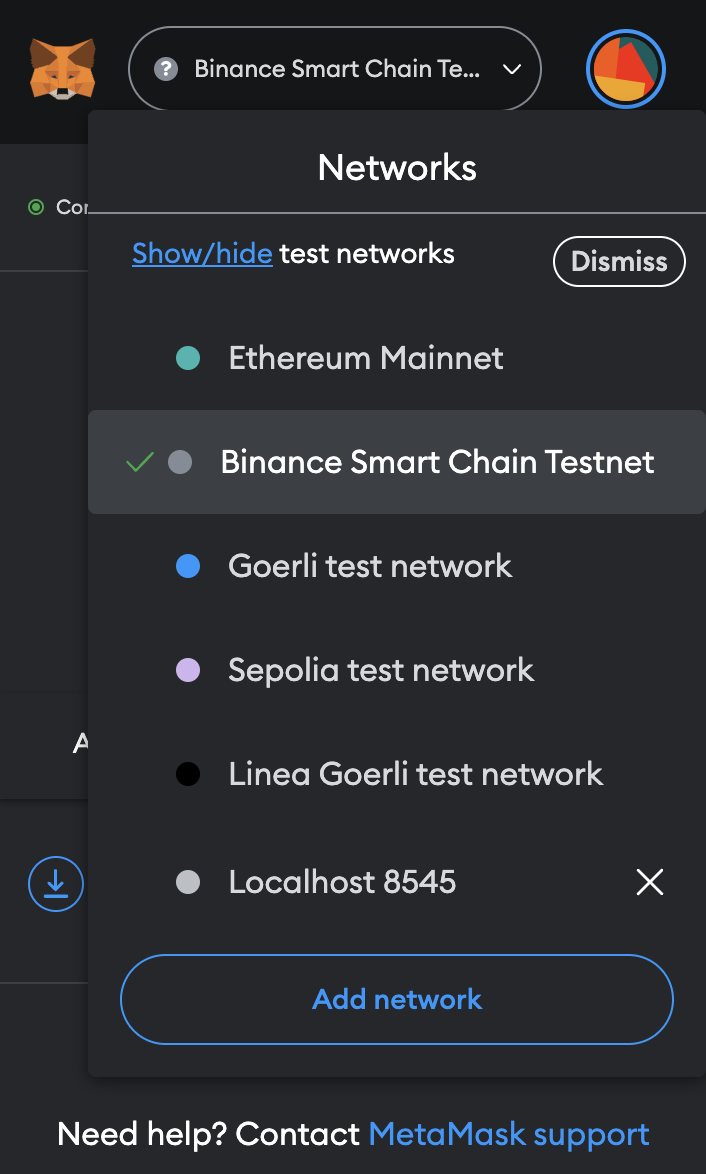 ? Binance Smart Chain Te...
Networks
Show/hide test networks
Dismiss
Ethereum Mainnet
Binance Smart Chain Testnet
Goerli test network
Sepolia test network
Linea Goerli test network
Localhost 8545
Add network
Need help? Contact MetaMask support